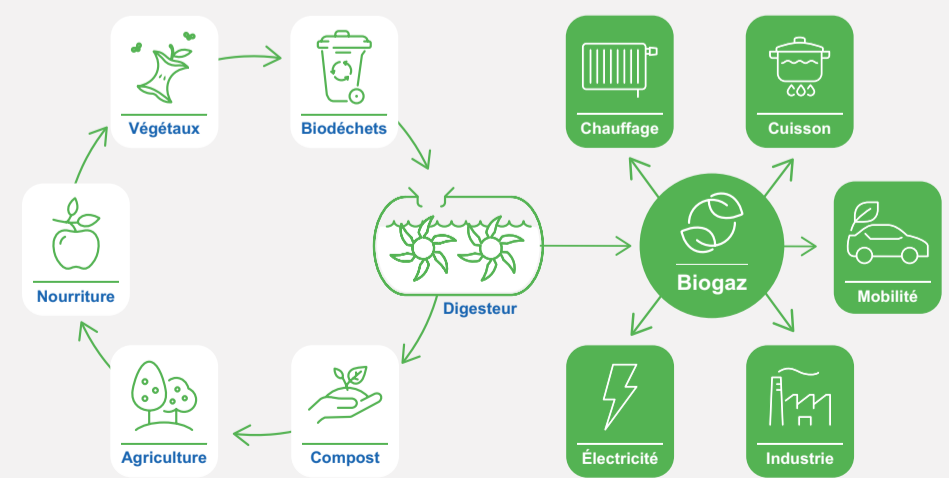 Végétaux
Biodéchets
Chauffage
Cuisson
Nourriture
Digesteur
Biogaz
Mobilité
Agriculture
Compost
Électricité
Industrie